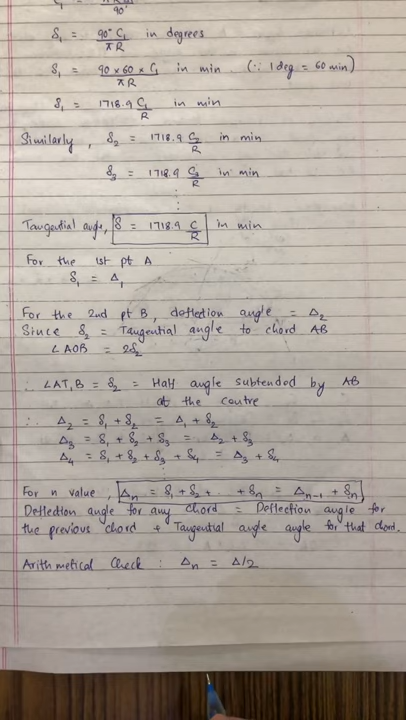 90°
δ₁ = 90° C₁ / πR in degrees
δ₁ = 90 × 60 × C₁ / πR in min (∵ 1 deg = 60 min)
δ₁ = 1718.9 C₁/R in min
Similarly, δ₂ = 1718.9 C₂/R in min
δ₃ = 1718.9 C₃/R in min
⋮
Tangential angle, δ = 1718.9 C/R in min
For the 1st pt A
δ₁ = Δ₁
For the 2nd pt B, deflection angle = Δ₂
Since δ₂ = Tangential angle to chord AB
∠AOB = 2δ₂
∠AT₁B = δ₂ = Half angle subtended by AB
at the centre
∴ Δ₂ = δ₁ + δ₂ = Δ₁ + δ₂
Δ₃ = δ₁ + δ₂ + δ₃ = Δ₂ + δ₃
Δ₄ = δ₁ + δ₂ + δ₃ + δ₄ = Δ₃ + δ₄
⋮
For n value, Δₙ = δ₁ + δ₂ + .. + δₙ = Δₙ₋₁ + δₙ
Deflection angle for any chord = Deflection angle for
the previous chord + Tangential angle angle for that chord.
Arithmetical Check : Δₙ = Δ/2